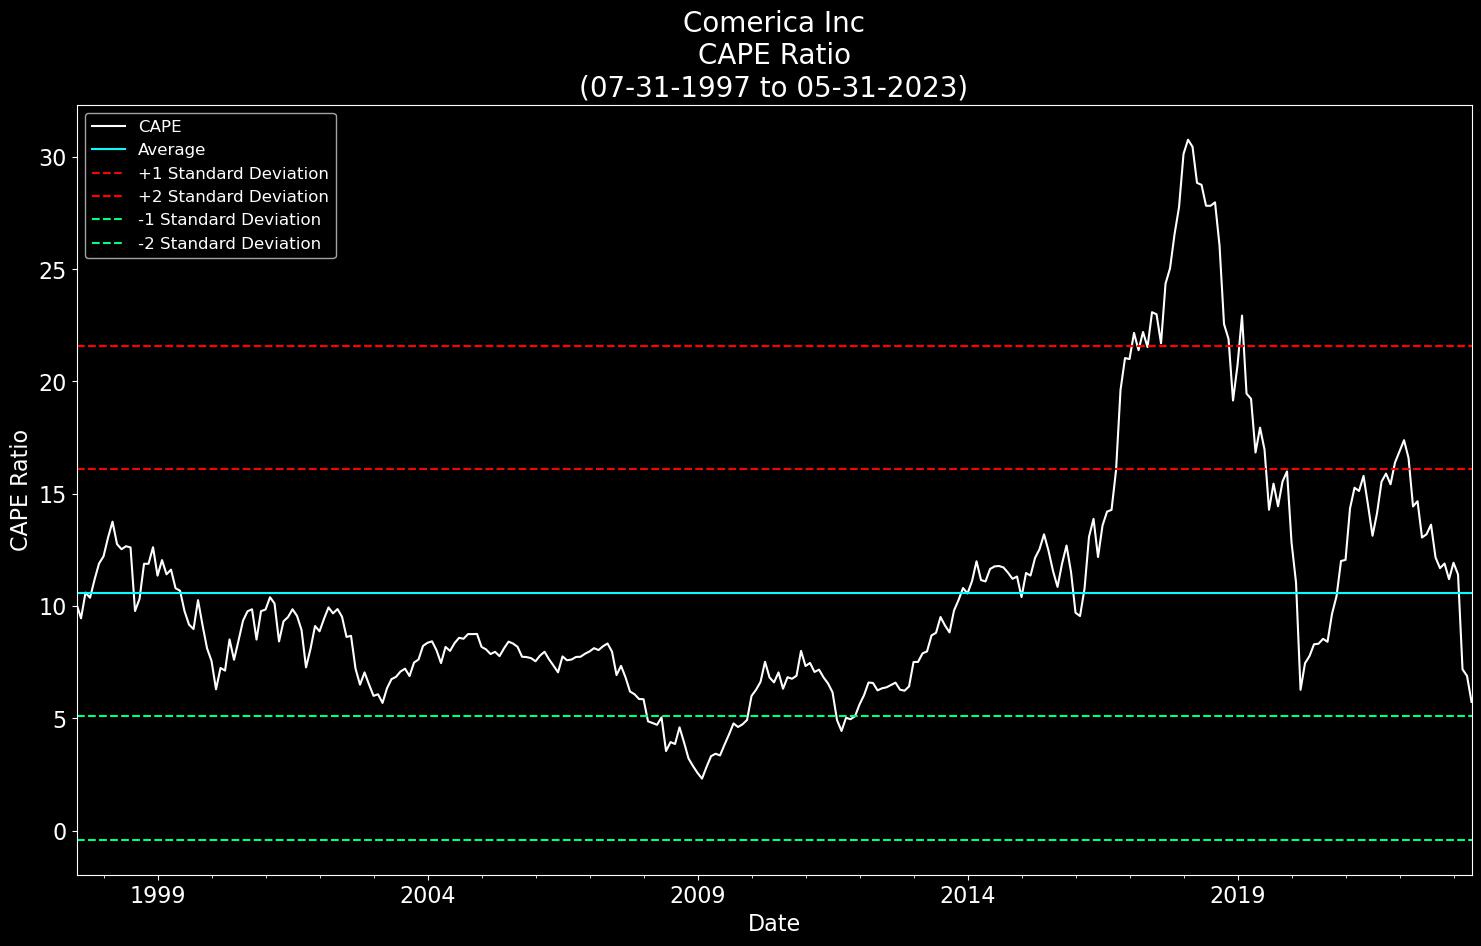 Comerica Inc
CAPE Ratio
(07-31-1997 to 05-31-2023)
CAPE
Average
+1 Standard Deviation
+2 Standard Deviation
-1 Standard Deviation
-2 Standard Deviation
30
25
20
15
10
5
0
CAPE Ratio
1999 2004 2009 2014 2019
Date